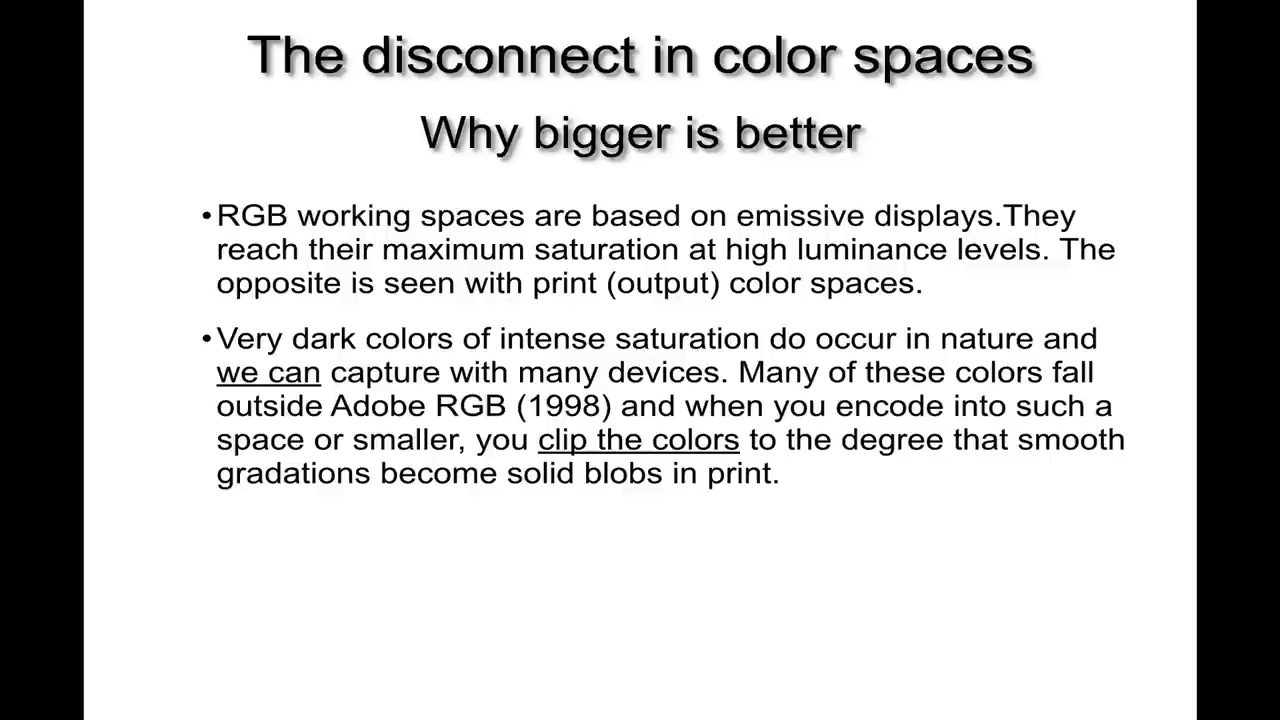 The disconnect in color spaces
Why bigger is better
•RGB working spaces are based on emissive displays.They
reach their maximum saturation at high luminance levels. The
opposite is seen with print (output) color spaces.
•Very dark colors of intense saturation do occur in nature and
we can capture with many devices. Many of these colors fall
outside Adobe RGB (1998) and when you encode into such a
space or smaller, you clip the colors to the degree that smooth
gradations become solid blobs in print.